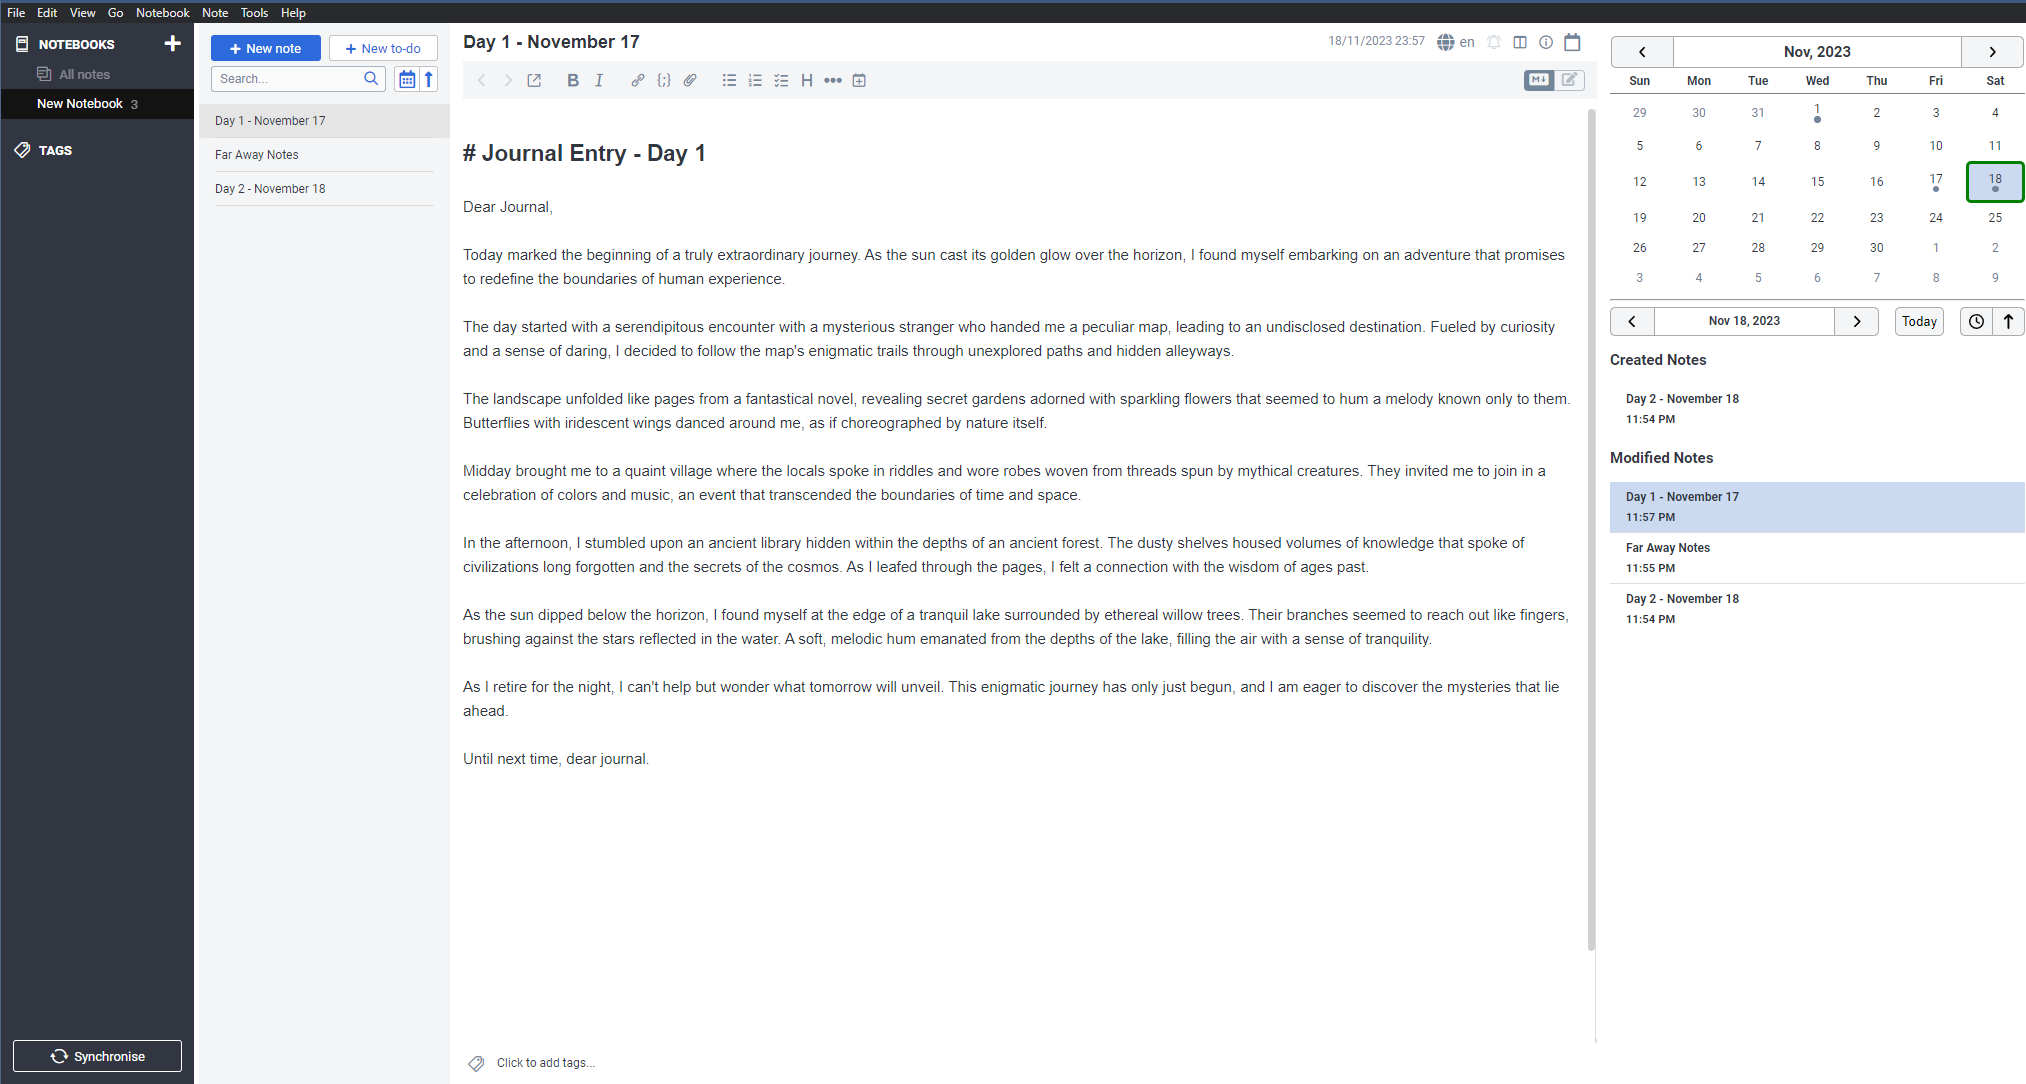 File Edit View Go Notebook Note Tools Help
NOTEBOOKS
All notes
New Notebook 3
TAGS
Synchronise
New note
New to-do
Search...
Day 1 - November 17
Far Away Notes
Day 2 - November 18
Day 1 - November 17
18/11/2023 23:57
en
B I H
M
# Journal Entry - Day 1
Dear Journal,
Today marked the beginning of a truly extraordinary journey. As the sun cast its golden glow over the horizon, I found myself embarking on an adventure that promises
to redefine the boundaries of human experience.
The day started with a serendipitous encounter with a mysterious stranger who handed me a peculiar map, leading to an undisclosed destination. Fueled by curiosity
and a sense of daring, I decided to follow the map's enigmatic trails through unexplored paths and hidden alleyways.
The landscape unfolded like pages from a fantastical novel, revealing secret gardens adorned with sparkling flowers that seemed to hum a melody known only to them.
Butterflies with iridescent wings danced around me, as if choreographed by nature itself.
Midday brought me to a quaint village where the locals spoke in riddles and wore robes woven from threads spun by mythical creatures. They invited me to join in a
celebration of colors and music, an event that transcended the boundaries of time and space.
In the afternoon, I stumbled upon an ancient library hidden within the depths of an ancient forest. The dusty shelves housed volumes of knowledge that spoke of
civilizations long forgotten and the secrets of the cosmos. As I leafed through the pages, I felt a connection with the wisdom of ages past.
As the sun dipped below the horizon, I found myself at the edge of a tranquil lake surrounded by ethereal willow trees. Their branches seemed to reach out like fingers,
brushing against the stars reflected in the water. A soft, melodic hum emanated from the depths of the lake, filling the air with a sense of tranquility.
As I retire for the night, I can't help but wonder what tomorrow will unveil. This enigmatic journey has only just begun, and I am eager to discover the mysteries that lie
ahead.
Until next time, dear journal.
Click to add tags...
Nov, 2023
Sun Mon Tue Wed Thu Fri Sat
29 30 31 1 2 3 4
5 6 7 8 9 10 11
12 13 14 15 16 17 18
19 20 21 22 23 24 25
26 27 28 29 30 1 2
3 4 5 6 7 8 9
Nov 18, 2023
Today
Created Notes
Day 2 - November 18
11:54 PM
Modified Notes
Day 1 - November 17
11:57 PM
Far Away Notes
11:55 PM
Day 2 - November 18
11:54 PM